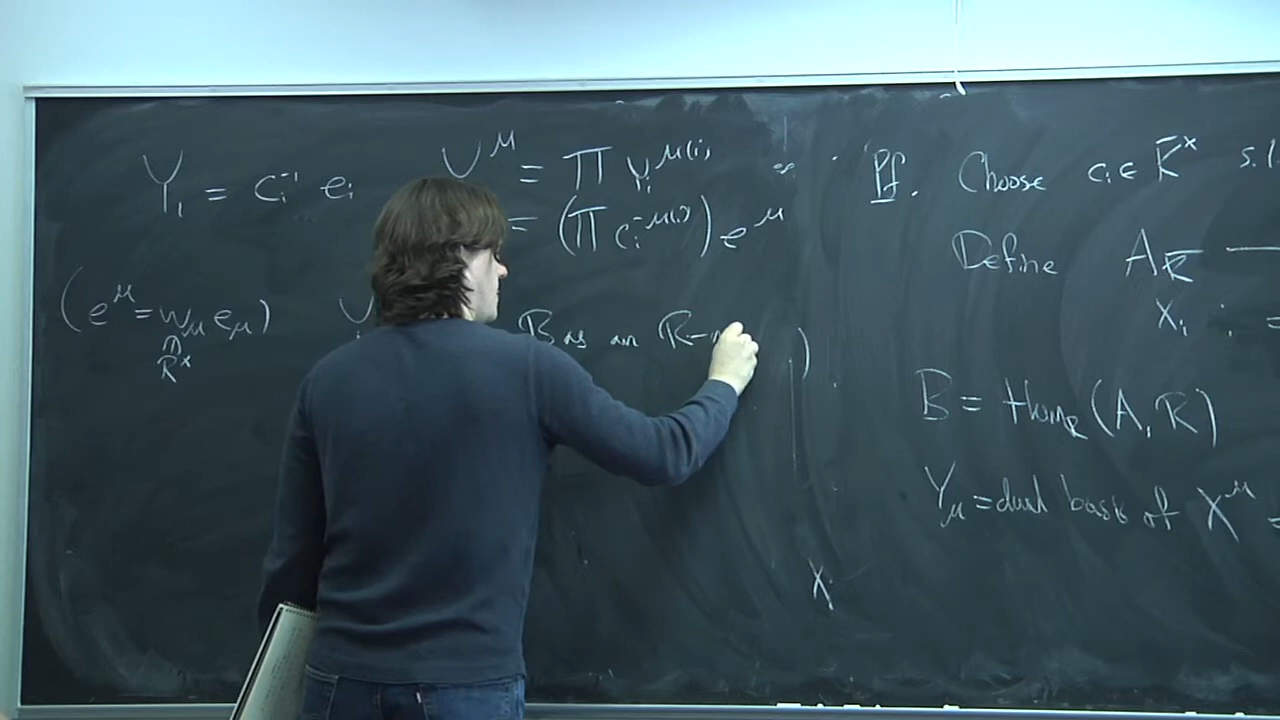 Y_i = c_i^{-1} e_i
Y^μ = Π Y_i^{μ(i)}
= (Π c_i^{-μ(i)}) e^μ
(e^μ = w_μ e_μ)
∩
R^×
B as an R-
)
Pf. Choose c_i ∈ K̄^× s.t
Define A_K̄ —
X_i =
B = Hom_R(A, R)
Y_μ = dual basis of X^μ =
X